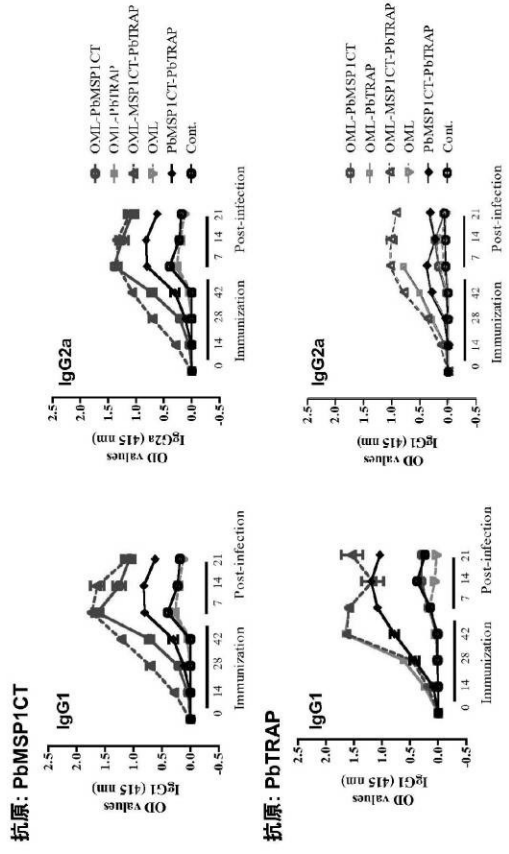 抗原: PbMSP1CT
IgG1
OD values
IgG1 (415 nm)
2.5
2.0
1.5
1.0
0.5
0.0
-0.5
0 14 28 42 7 14 21
Immunization Post-infection
IgG2a
OD values
IgG2a (415 nm)
2.5
2.0
1.5
1.0
0.5
0.0
-0.5
0 14 28 42 7 14 21
Immunization Post-infection
OML-PbMSP1CT
OML-PbTRAP
OML-MSP1CT-PbTRAP
OML
PbMSP1CT-PbTRAP
Cont.
抗原: PbTRAP
IgG1
OD values
IgG1 (415 nm)
2.5
2.0
1.5
1.0
0.5
0.0
-0.5
0 14 28 42 7 14 21
Immunization Post-infection
IgG2a
OD values
IgG1 (415 nm)
2.5
2.0
1.5
1.0
0.5
0.0
-0.5
0 14 28 42 7 14 21
Immunization Post-infection
OML-PbMSP1CT
OML-PbTRAP
OML-MSP1CT-PbTRAP
OML
PbMSP1CT-PbTRAP
Cont.